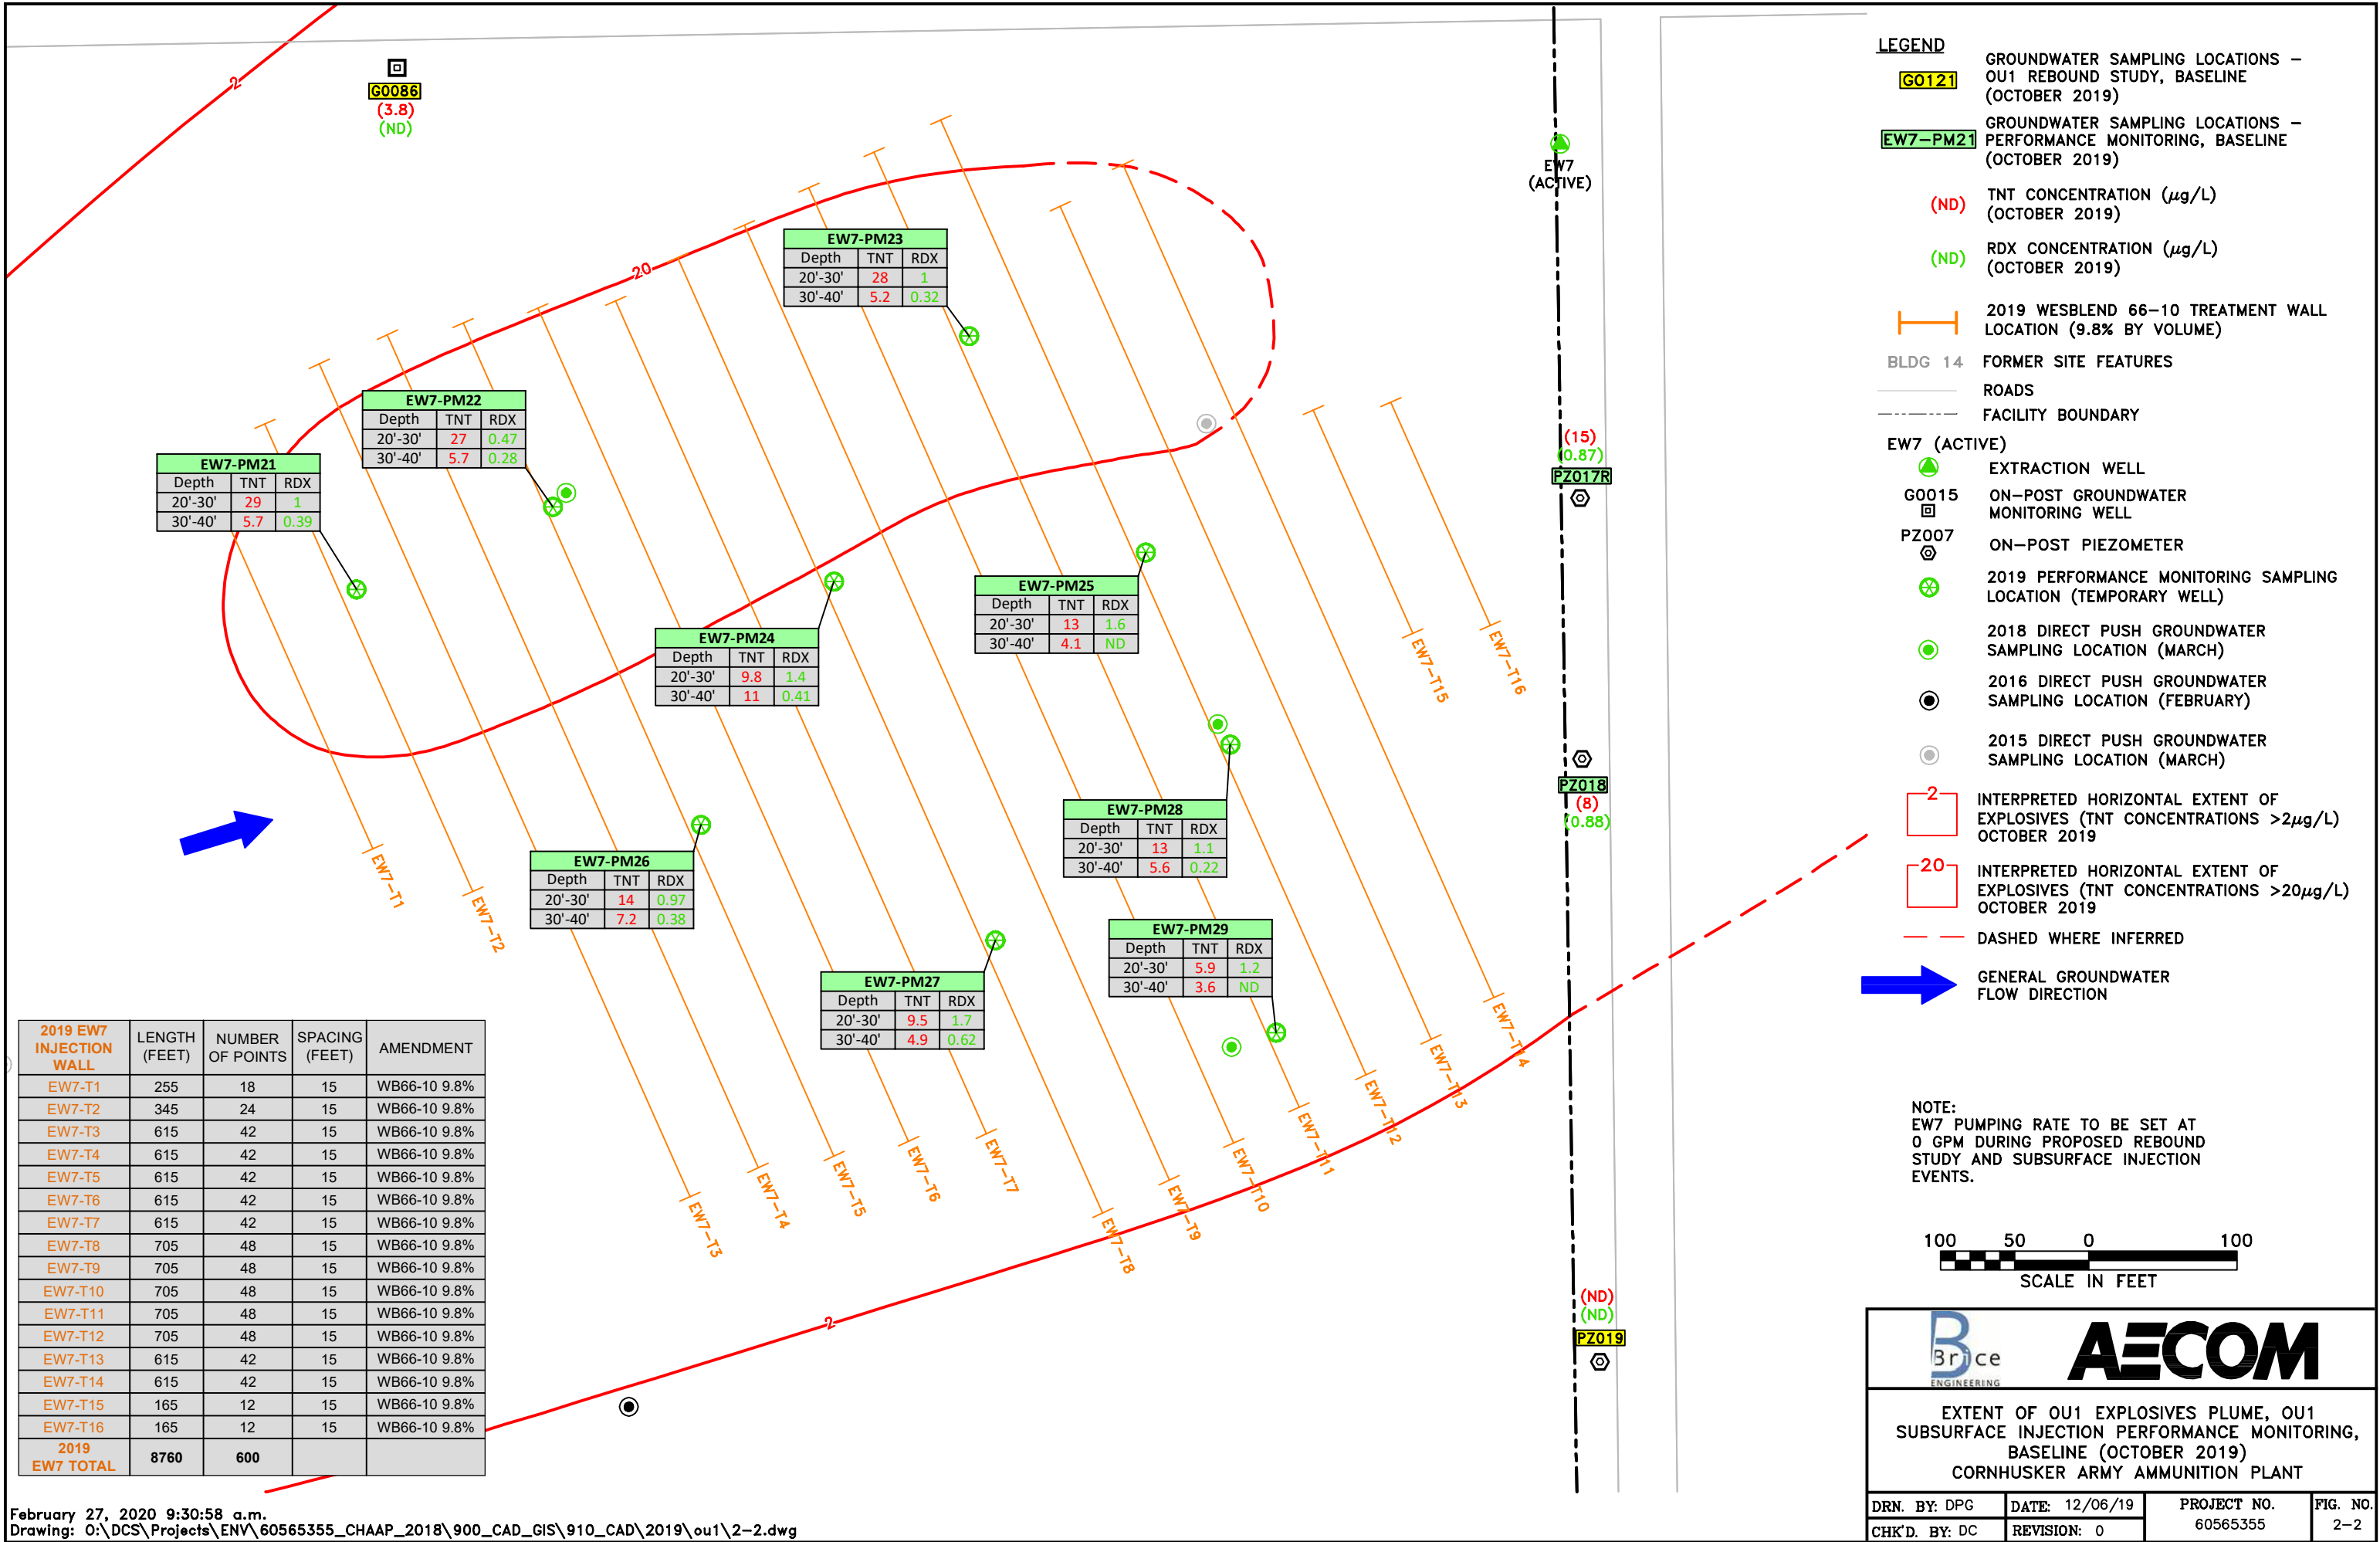 2
G0086
(3.8)
(ND)
20
EW7
(ACTIVE)
EW7-PM23
Depth TNT RDX
20'-30' 28 1
30'-40' 5.2 0.32
EW7-PM22
Depth TNT RDX
20'-30' 27 0.47
30'-40' 5.7 0.28
EW7-PM21
Depth TNT RDX
20'-30' 29 1
30'-40' 5.7 0.39
(15)
(0.87)
PZ017R
EW7-PM25
Depth TNT RDX
20'-30' 13 1.6
30'-40' 4.1 ND
EW7-PM24
Depth TNT RDX
20'-30' 9.8 1.4
30'-40' 11 0.41
EW7-T15
EW7-T16
PZ018
(8)
(0.88)
EW7-PM28
Depth TNT RDX
20'-30' 13 1.1
30'-40' 5.6 0.22
EW7-PM26
Depth TNT RDX
20'-30' 14 0.97
30'-40' 7.2 0.38
EW7-T1
EW7-T2
EW7-PM29
Depth TNT RDX
20'-30' 5.9 1.2
30'-40' 3.6 ND
EW7-PM27
Depth TNT RDX
20'-30' 9.5 1.7
30'-40' 4.9 0.62
EW7-T3
EW7-T4
EW7-T5
EW7-T6
EW7-T7
EW7-T8
EW7-T9
EW7-T10
EW7-T11
EW7-T12
EW7-T13
EW7-T14
2
(ND)
(ND)
PZ019
2019 EW7
INJECTION
WALL
LENGTH
(FEET)
NUMBER
OF POINTS
SPACING
(FEET)
AMENDMENT
EW7-T1 255 18 15 WB66-10 9.8%
EW7-T2 345 24 15 WB66-10 9.8%
EW7-T3 615 42 15 WB66-10 9.8%
EW7-T4 615 42 15 WB66-10 9.8%
EW7-T5 615 42 15 WB66-10 9.8%
EW7-T6 615 42 15 WB66-10 9.8%
EW7-T7 615 42 15 WB66-10 9.8%
EW7-T8 705 48 15 WB66-10 9.8%
EW7-T9 705 48 15 WB66-10 9.8%
EW7-T10 705 48 15 WB66-10 9.8%
EW7-T11 705 48 15 WB66-10 9.8%
EW7-T12 705 48 15 WB66-10 9.8%
EW7-T13 615 42 15 WB66-10 9.8%
EW7-T14 615 42 15 WB66-10 9.8%
EW7-T15 165 12 15 WB66-10 9.8%
EW7-T16 165 12 15 WB66-10 9.8%
2019
EW7 TOTAL 8760 600
February 27, 2020 9:30:58 a.m.
Drawing: O:\DCS\Projects\ENV\60565355_CHAAP_2018\900_CAD_GIS\910_CAD\2019\ou1\2-2.dwg
LEGEND
G0121
GROUNDWATER SAMPLING LOCATIONS -
OU1 REBOUND STUDY, BASELINE
(OCTOBER 2019)
EW7-PM21
GROUNDWATER SAMPLING LOCATIONS -
PERFORMANCE MONITORING, BASELINE
(OCTOBER 2019)
(ND)
TNT CONCENTRATION (μg/L)
(OCTOBER 2019)
(ND)
RDX CONCENTRATION (μg/L)
(OCTOBER 2019)
2019 WESBLEND 66-10 TREATMENT WALL
LOCATION (9.8% BY VOLUME)
BLDG 14 FORMER SITE FEATURES
ROADS
FACILITY BOUNDARY
EW7 (ACTIVE)
EXTRACTION WELL
G0015
ON-POST GROUNDWATER
MONITORING WELL
PZ007
ON-POST PIEZOMETER
2019 PERFORMANCE MONITORING SAMPLING
LOCATION (TEMPORARY WELL)
2018 DIRECT PUSH GROUNDWATER
SAMPLING LOCATION (MARCH)
2016 DIRECT PUSH GROUNDWATER
SAMPLING LOCATION (FEBRUARY)
2015 DIRECT PUSH GROUNDWATER
SAMPLING LOCATION (MARCH)
2
INTERPRETED HORIZONTAL EXTENT OF
EXPLOSIVES (TNT CONCENTRATIONS >2μg/L)
OCTOBER 2019
20
INTERPRETED HORIZONTAL EXTENT OF
EXPLOSIVES (TNT CONCENTRATIONS >20μg/L)
OCTOBER 2019
DASHED WHERE INFERRED
GENERAL GROUNDWATER
FLOW DIRECTION
NOTE:
EW7 PUMPING RATE TO BE SET AT
0 GPM DURING PROPOSED REBOUND
STUDY AND SUBSURFACE INJECTION
EVENTS.
100 50 0 100
SCALE IN FEET
Brice
ENGINEERING
AECOM
EXTENT OF OU1 EXPLOSIVES PLUME, OU1
SUBSURFACE INJECTION PERFORMANCE MONITORING,
BASELINE (OCTOBER 2019)
CORNHUSKER ARMY AMMUNITION PLANT
DRN. BY: DPG DATE: 12/06/19 PROJECT NO. FIG. NO.
CHK'D. BY: DC REVISION: 0 60565355 2-2